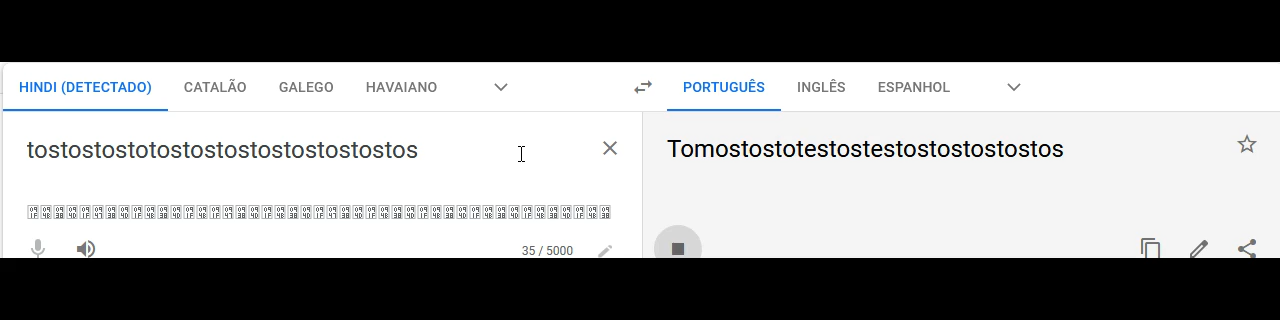 HINDI (DETECTADO) CATALÃO GALEGO HAVAIANO PORTUGUÊS INGLÊS ESPANHOL
tostostostotostostostostostostostos
Tomostostotestostestostostostostos
35 / 5000